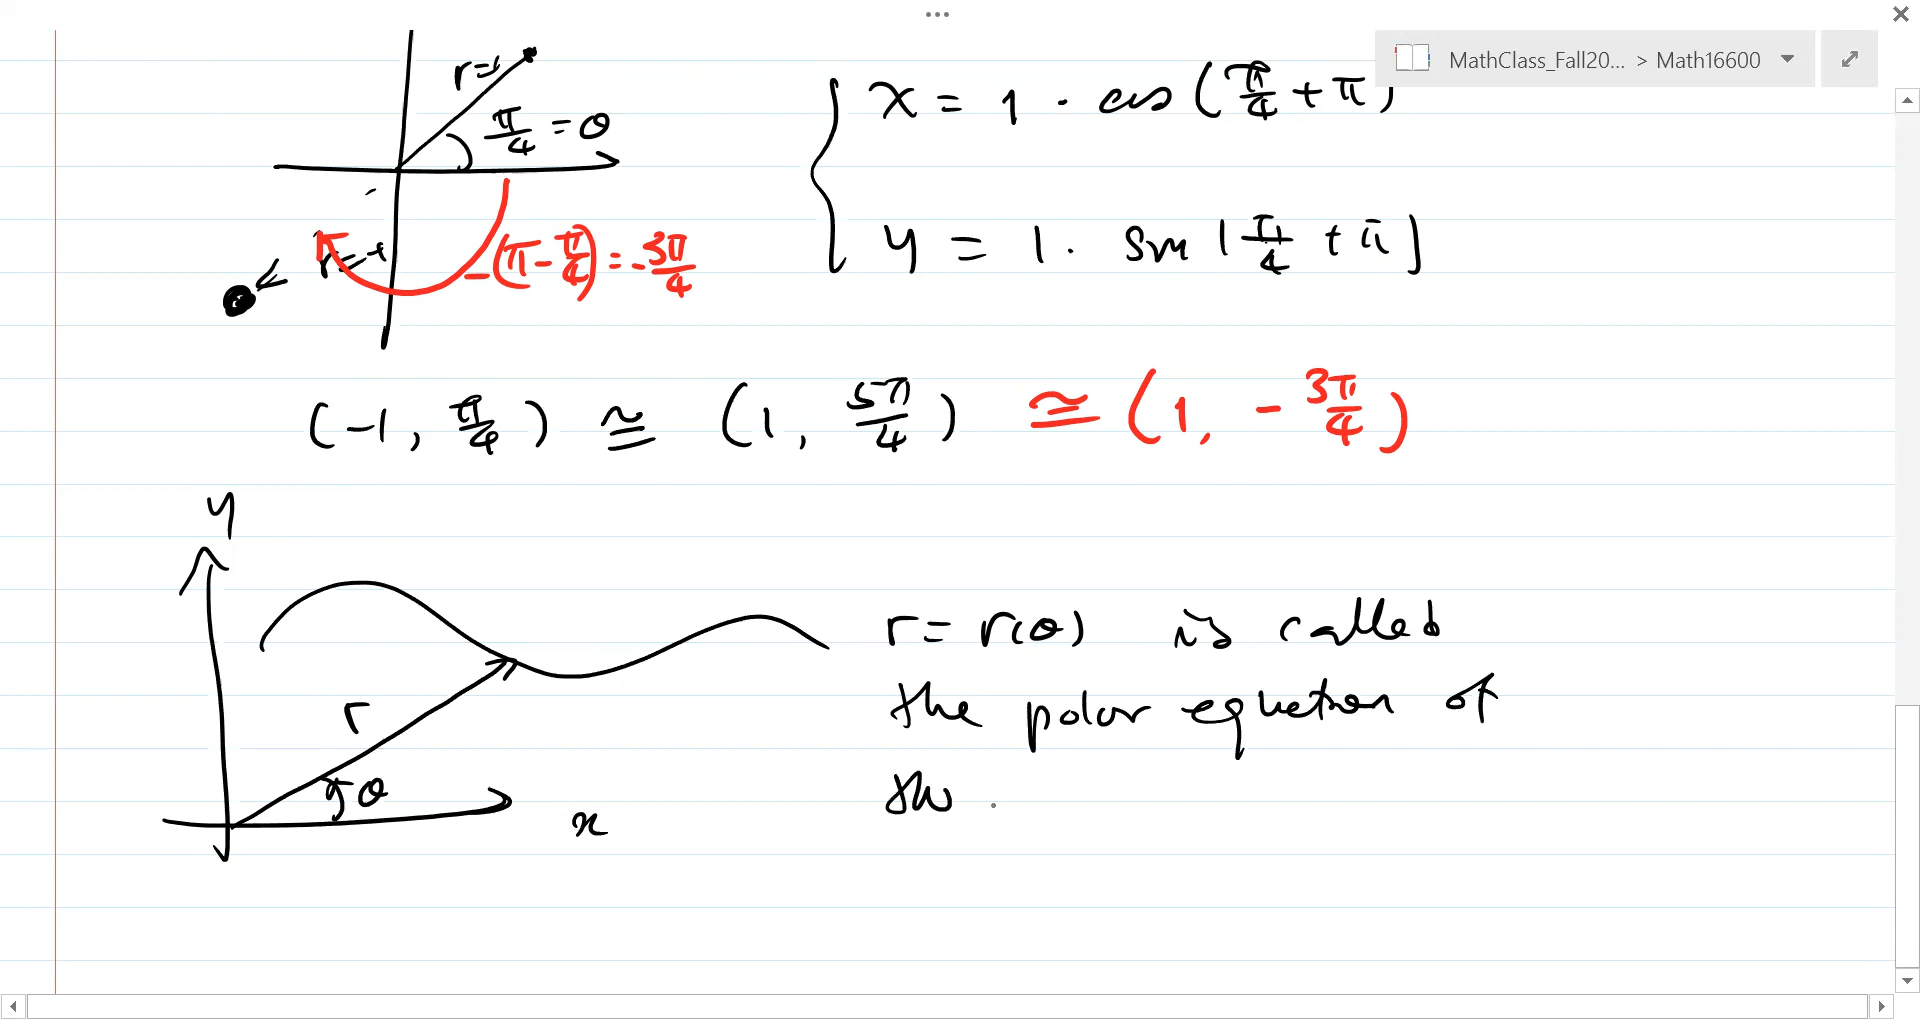 MathClass_Fall20... > Math16600
r=1
π/4 = θ
x = 1 · cos(π/4 + π)
r=-1
-(π - π/4) = -3π/4
y = 1 · sin[π/4 + π]
(-1, π/4) ≅ (1, 5π/4) ≅ (1, -3π/4)
y
r = r(θ) is called
r
the polar equation of
θ
the
x